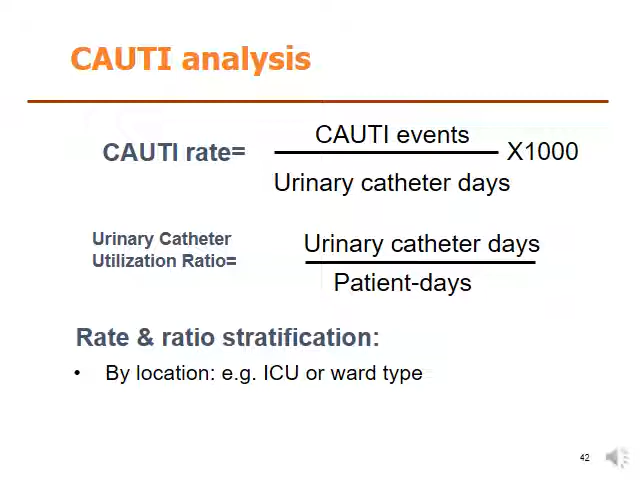 CAUTI analysis
CAUTI rate=
CAUTI events
X1000
Urinary catheter days
Urinary Catheter
Utilization Ratio=
Urinary catheter days
Patient-days
Rate & ratio stratification:
• By location: e.g. ICU or ward type
42